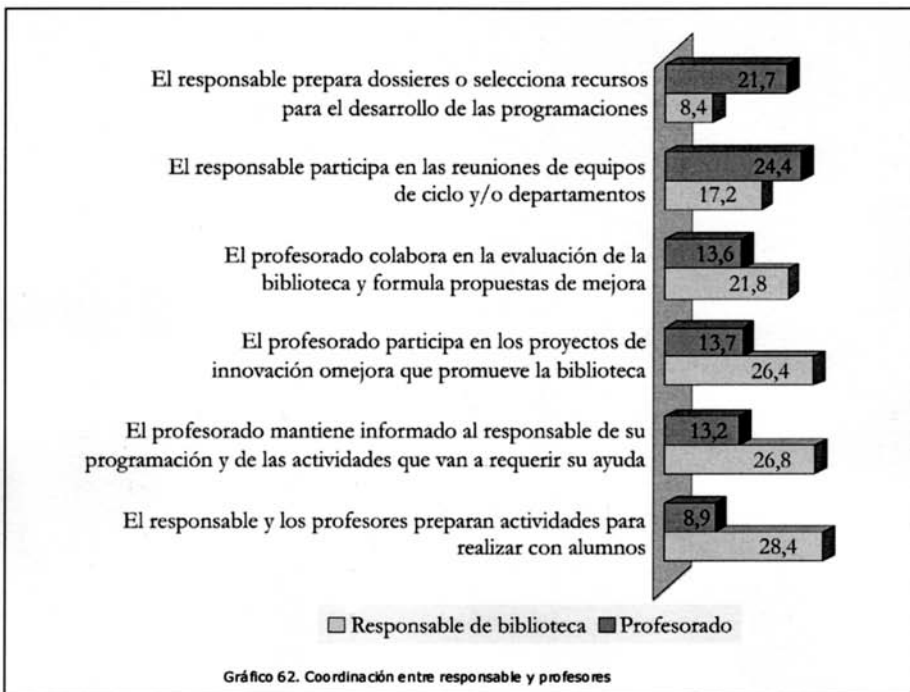 El responsable prepara dossieres o selecciona recursos
para el desarrollo de las programaciones
21,7
8,4
El responsable participa en las reuniones de equipos
de ciclo y/o departamentos
24,4
17,2
El profesorado colabora en la evaluación de la
biblioteca y formula propuestas de mejora
13,6
21,8
El profesorado participa en los proyectos de
innovación omejora que promueve la biblioteca
13,7
26,4
El profesorado mantiene informado al responsable de su
programación y de las actividades que van a requerir su ayuda
13,2
26,8
El responsable y los profesores preparan actividades para
realizar con alumnos
8,9
28,4
Responsable de biblioteca Profesorado
Gráfico 62. Coordinación entre responsable y profesores